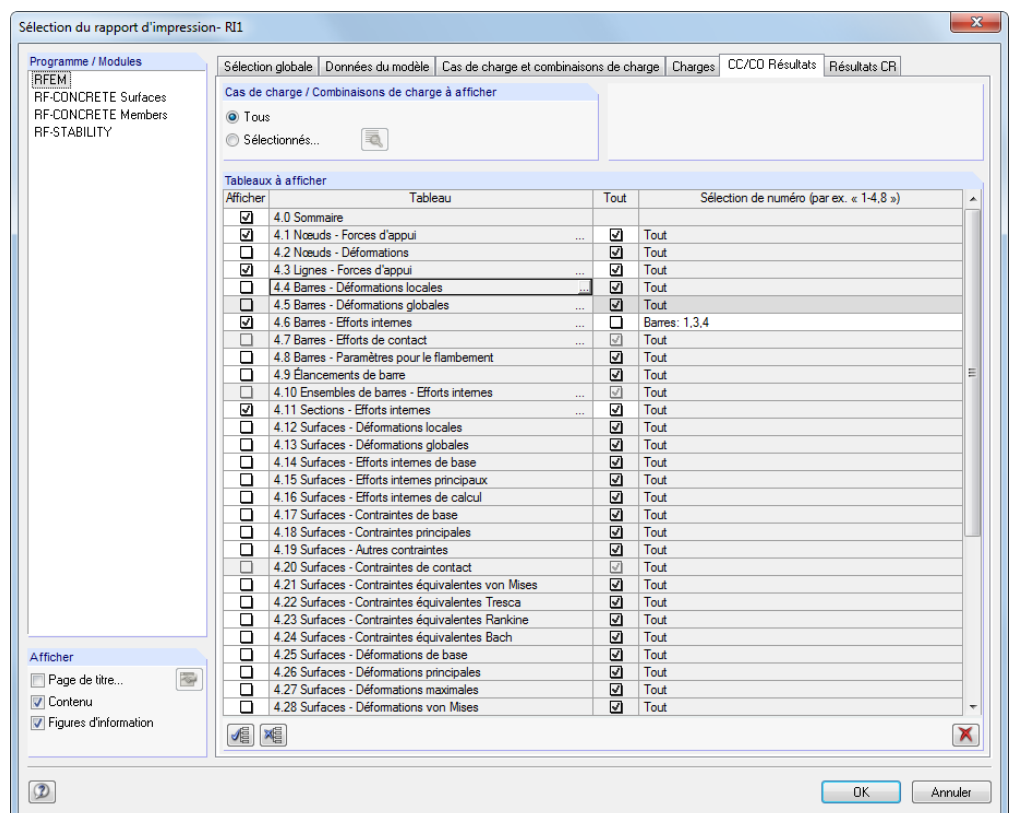 Sélection du rapport d'impression- RI1
Programme / Modules
RFEM
RF-CONCRETE Surfaces
RF-CONCRETE Members
RF-STABILITY
Sélection globale Données du modèle Cas de charge et combinaisons de charge Charges CC/CO Résultats Résultats CR
Cas de charge / Combinaisons de charge à afficher
Tous
Sélectionnés...
Tableaux à afficher
Afficher Tableau Tout Sélection de numéro (par ex. « 1-4,8 »)
4.0 Sommaire
4.1 Nœuds - Forces d'appui ... Tout
4.2 Nœuds - Déformations Tout
4.3 Lignes - Forces d'appui ... Tout
4.4 Barres - Déformations locales ... Tout
4.5 Barres - Déformations globales ... Tout
4.6 Barres - Efforts internes ... Barres: 1,3,4
4.7 Barres - Efforts de contact ... Tout
4.8 Barres - Paramètres pour le flambement Tout
4.9 Élancements de barre Tout
4.10 Ensembles de barres - Efforts internes ... Tout
4.11 Sections - Efforts internes ... Tout
4.12 Surfaces - Déformations locales Tout
4.13 Surfaces - Déformations globales Tout
4.14 Surfaces - Efforts internes de base Tout
4.15 Surfaces - Efforts internes principaux Tout
4.16 Surfaces - Efforts internes de calcul Tout
4.17 Surfaces - Contraintes de base Tout
4.18 Surfaces - Contraintes principales Tout
4.19 Surfaces - Autres contraintes Tout
4.20 Surfaces - Contraintes de contact Tout
4.21 Surfaces - Contraintes équivalentes von Mises Tout
4.22 Surfaces - Contraintes équivalentes Tresca Tout
4.23 Surfaces - Contraintes équivalentes Rankine Tout
4.24 Surfaces - Contraintes équivalentes Bach Tout
4.25 Surfaces - Déformations de base Tout
4.26 Surfaces - Déformations principales Tout
4.27 Surfaces - Déformations maximales Tout
4.28 Surfaces - Déformations von Mises Tout
Afficher
Page de titre...
Contenu
Figures d'information
OK Annuler